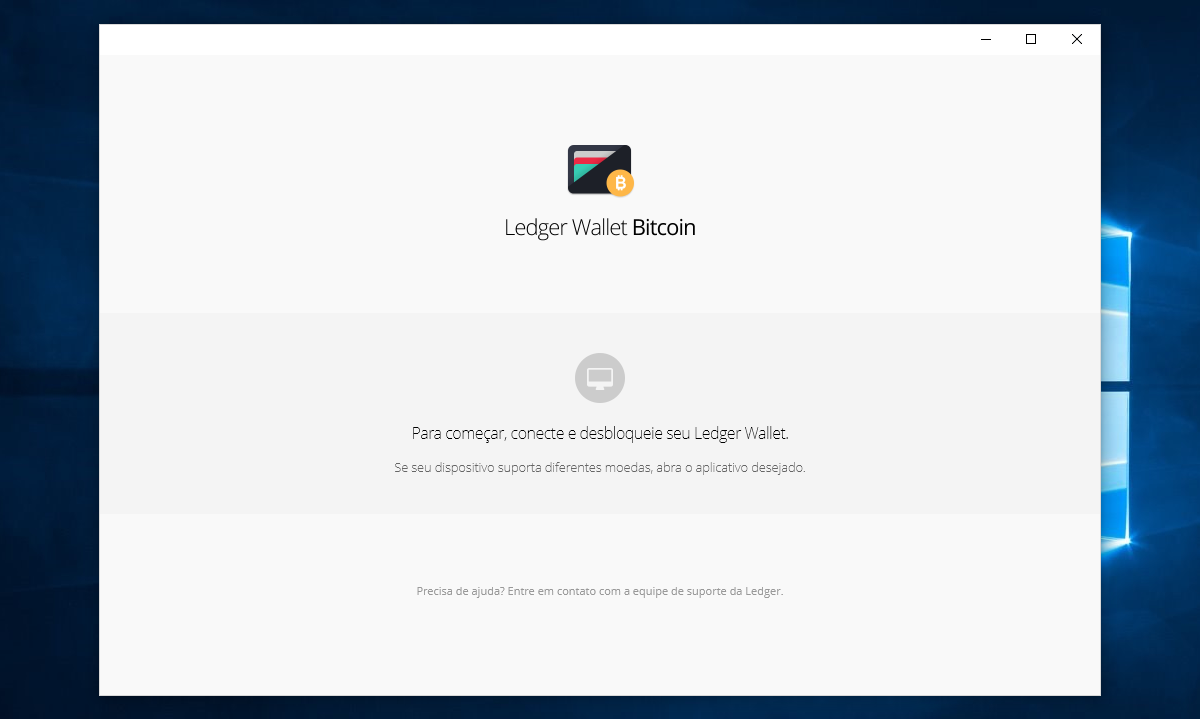 Ledger Wallet Bitcoin
Para começar, conecte e desbloqueie seu Ledger Wallet.
Se seu dispositivo suporta diferentes moedas, abra o aplicativo desejado.
Precisa de ajuda? Entre em contato com a equipe de suporte da Ledger.